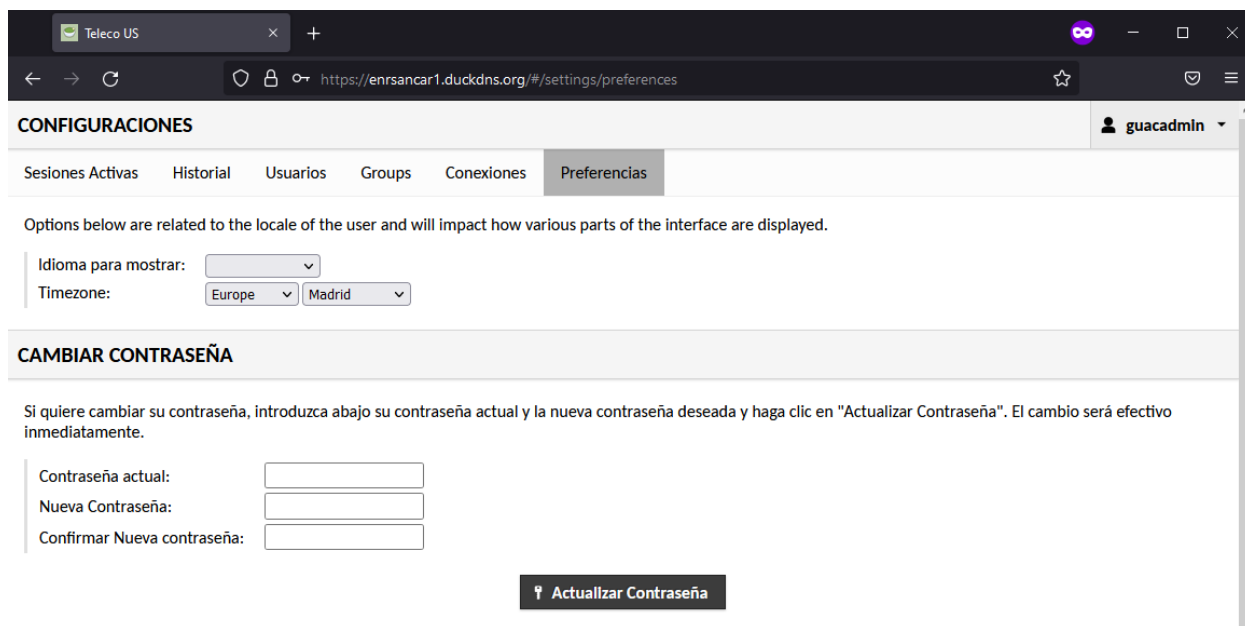 Teleco US
https://enrsancar1.duckdns.org/#/settings/preferences
CONFIGURACIONES
guacadmin
Sesiones Activas Historial Usuarios Groups Conexiones Preferencias
Options below are related to the locale of the user and will impact how various parts of the interface are displayed.
Idioma para mostrar:
Timezone: Europe Madrid
CAMBIAR CONTRASEÑA
Si quiere cambiar su contraseña, introduzca abajo su contraseña actual y la nueva contraseña deseada y haga clic en "Actualizar Contraseña". El cambio será efectivo
inmediatamente.
Contraseña actual:
Nueva Contraseña:
Confirmar Nueva contraseña:
Actualizar Contraseña